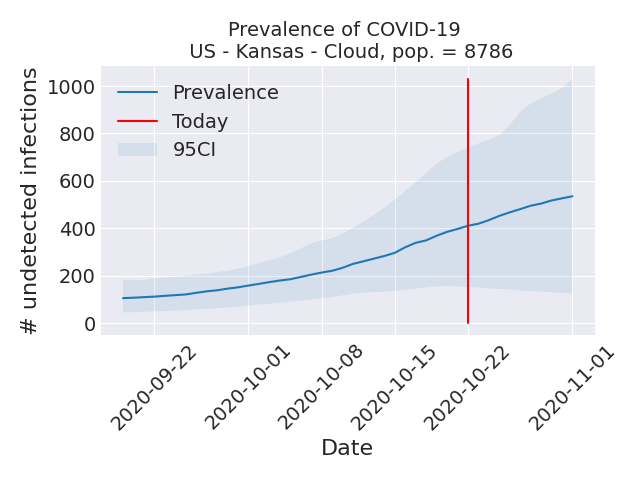 Prevalence of COVID-19
US - Kansas - Cloud, pop. = 8786
# undetected infections
1000
800
600
400
200
0
Prevalence
Today
95CI
2020-09-22
2020-10-01
2020-10-08
2020-10-15
2020-10-22
2020-11-01
Date